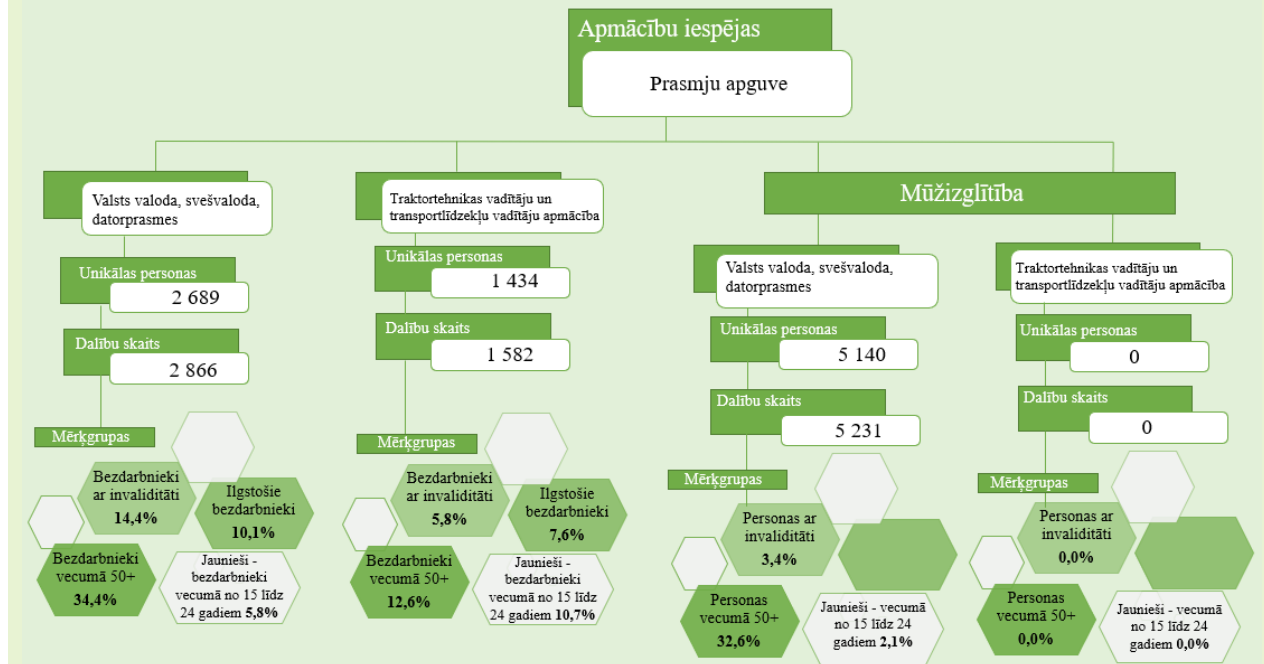 Apmācību iespējas
Prasmju apguve
Valsts valoda, svešvaloda,
datorprasmes
Unikālas personas
2 689
Dalību skaits
2 866
Mērķgrupas
Bezdarbnieki
ar invaliditāti
14,4%
Ilgstošie
bezdarbnieki
10,1%
Bezdarbnieki
vecumā 50+
34,4%
Jaunieši -
bezdarbnieki
vecumā no 15 līdz
24 gadiem 5,8%
Traktortehnikas vadītāju un
transportlīdzekļu vadītāju apmācība
Unikālas personas
1 434
Dalību skaits
1 582
Mērķgrupas
Bezdarbnieki
ar invaliditāti
5,8%
Ilgstošie
bezdarbnieki
7,6%
Bezdarbnieki
vecumā 50+
12,6%
Jaunieši -
bezdarbnieki
vecumā no 15 līdz
24 gadiem 10,7%
Mūžizglītība
Valsts valoda, svešvaloda,
datorprasmes
Unikālas personas
5 140
Dalību skaits
5 231
Mērķgrupas
Personas ar
invaliditāti
3,4%
Personas
vecumā 50+
32,6%
Jaunieši - vecumā
no 15 līdz 24
gadiem 2,1%
Traktortehnikas vadītāju un
transportlīdzekļu vadītāju apmācība
Unikālas personas
0
Dalību skaits
0
Mērķgrupas
Personas ar
invaliditāti
0,0%
Personas
vecumā 50+
0,0%
Jaunieši - vecumā
no 15 līdz 24
gadiem 0,0%